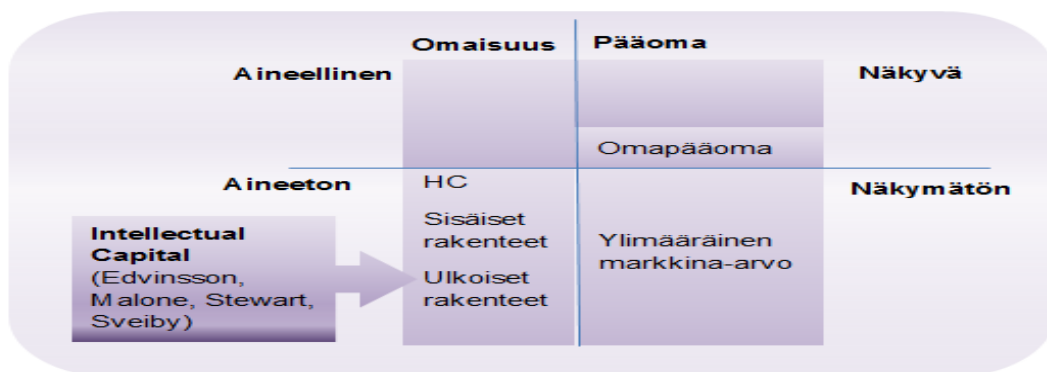 Omaisuus Pääoma
Aineellinen
Näkyvä
Omapääoma
Aineeton
HC
Näkymätön
Sisäiset
rakenteet
Ulkoiset
rakenteet
Ylimääräinen
markkina-arvo
Intellectual
Capital
(Edvinsson,
Malone, Stewart,
Sveiby)